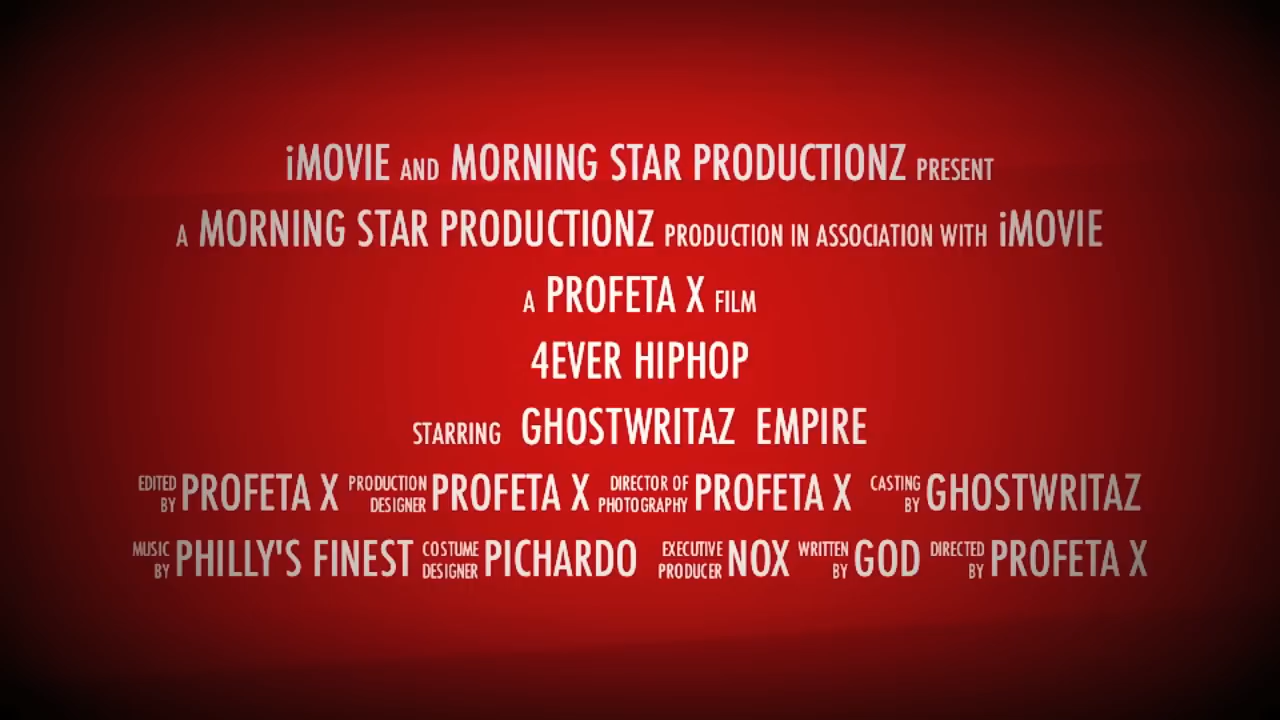 iMOVIE AND MORNING STAR PRODUCTIONZ PRESENT
A MORNING STAR PRODUCTIONZ PRODUCTION IN ASSOCIATION WITH iMOVIE
A PROFETA X FILM
4EVER HIPHOP
STARRING GHOSTWRITAZ EMPIRE
EDITED BY PROFETA X PRODUCTION DESIGNER PROFETA X DIRECTOR OF PHOTOGRAPHY PROFETA X CASTING BY GHOSTWRITAZ
MUSIC BY PHILLY'S FINEST COSTUME DESIGNER PICHARDO EXECUTIVE PRODUCER NOX WRITTEN BY GOD DIRECTED BY PROFETA X